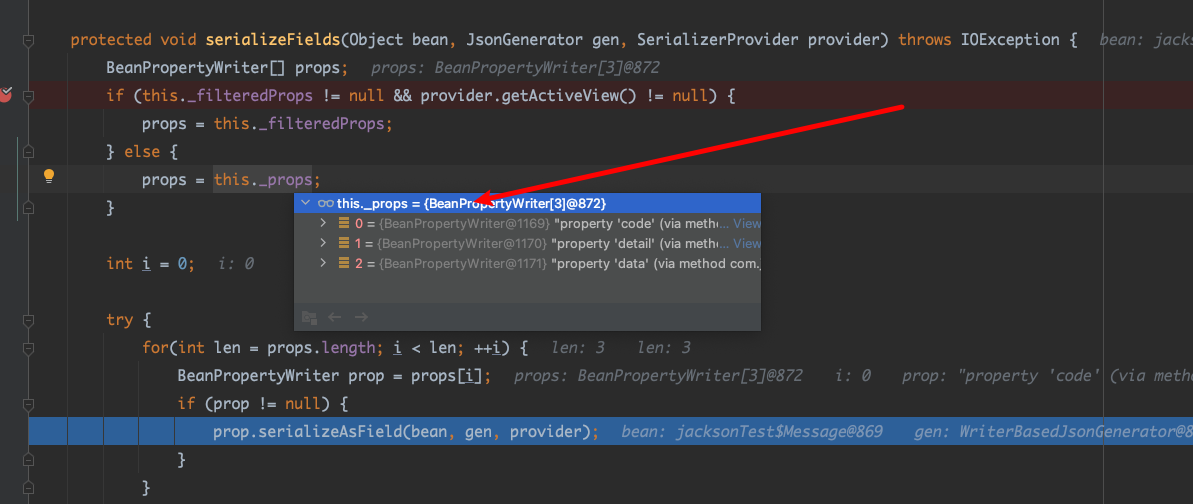 protected void serializeFields(Object bean, JsonGenerator gen, SerializerProvider provider) throws IOException { bean: jacks
BeanPropertyWriter[] props; props: BeanPropertyWriter[3]@872
if (this._filteredProps != null && provider.getActiveView() != null) {
props = this._filteredProps;
} else {
props = this._props;
this._props = {BeanPropertyWriter[3]@872}
0 = {BeanPropertyWriter@1169} "property 'code' (via meth... View
1 = {BeanPropertyWriter@1170} "property 'detail' (via meth... View
2 = {BeanPropertyWriter@1171} "property 'data' (via method com.
}
int i = 0; i: 0
try {
for(int len = props.length; i < len; ++i) { len: 3 len: 3
BeanPropertyWriter prop = props[i]; props: BeanPropertyWriter[3]@872 i: 0 prop: "property 'code' (via metho
if (prop != null) {
prop.serializeAsField(bean, gen, provider); bean: jacksonTest$Message@869 gen: WriterBasedJsonGenerator@8
}
}